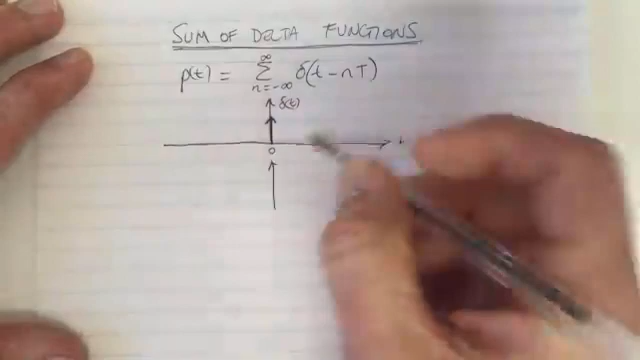 SUM OF DELTA FUNCTIONS
p(t) = ∞ Σ n=-∞ δ(t-nT)
δ(t)
0